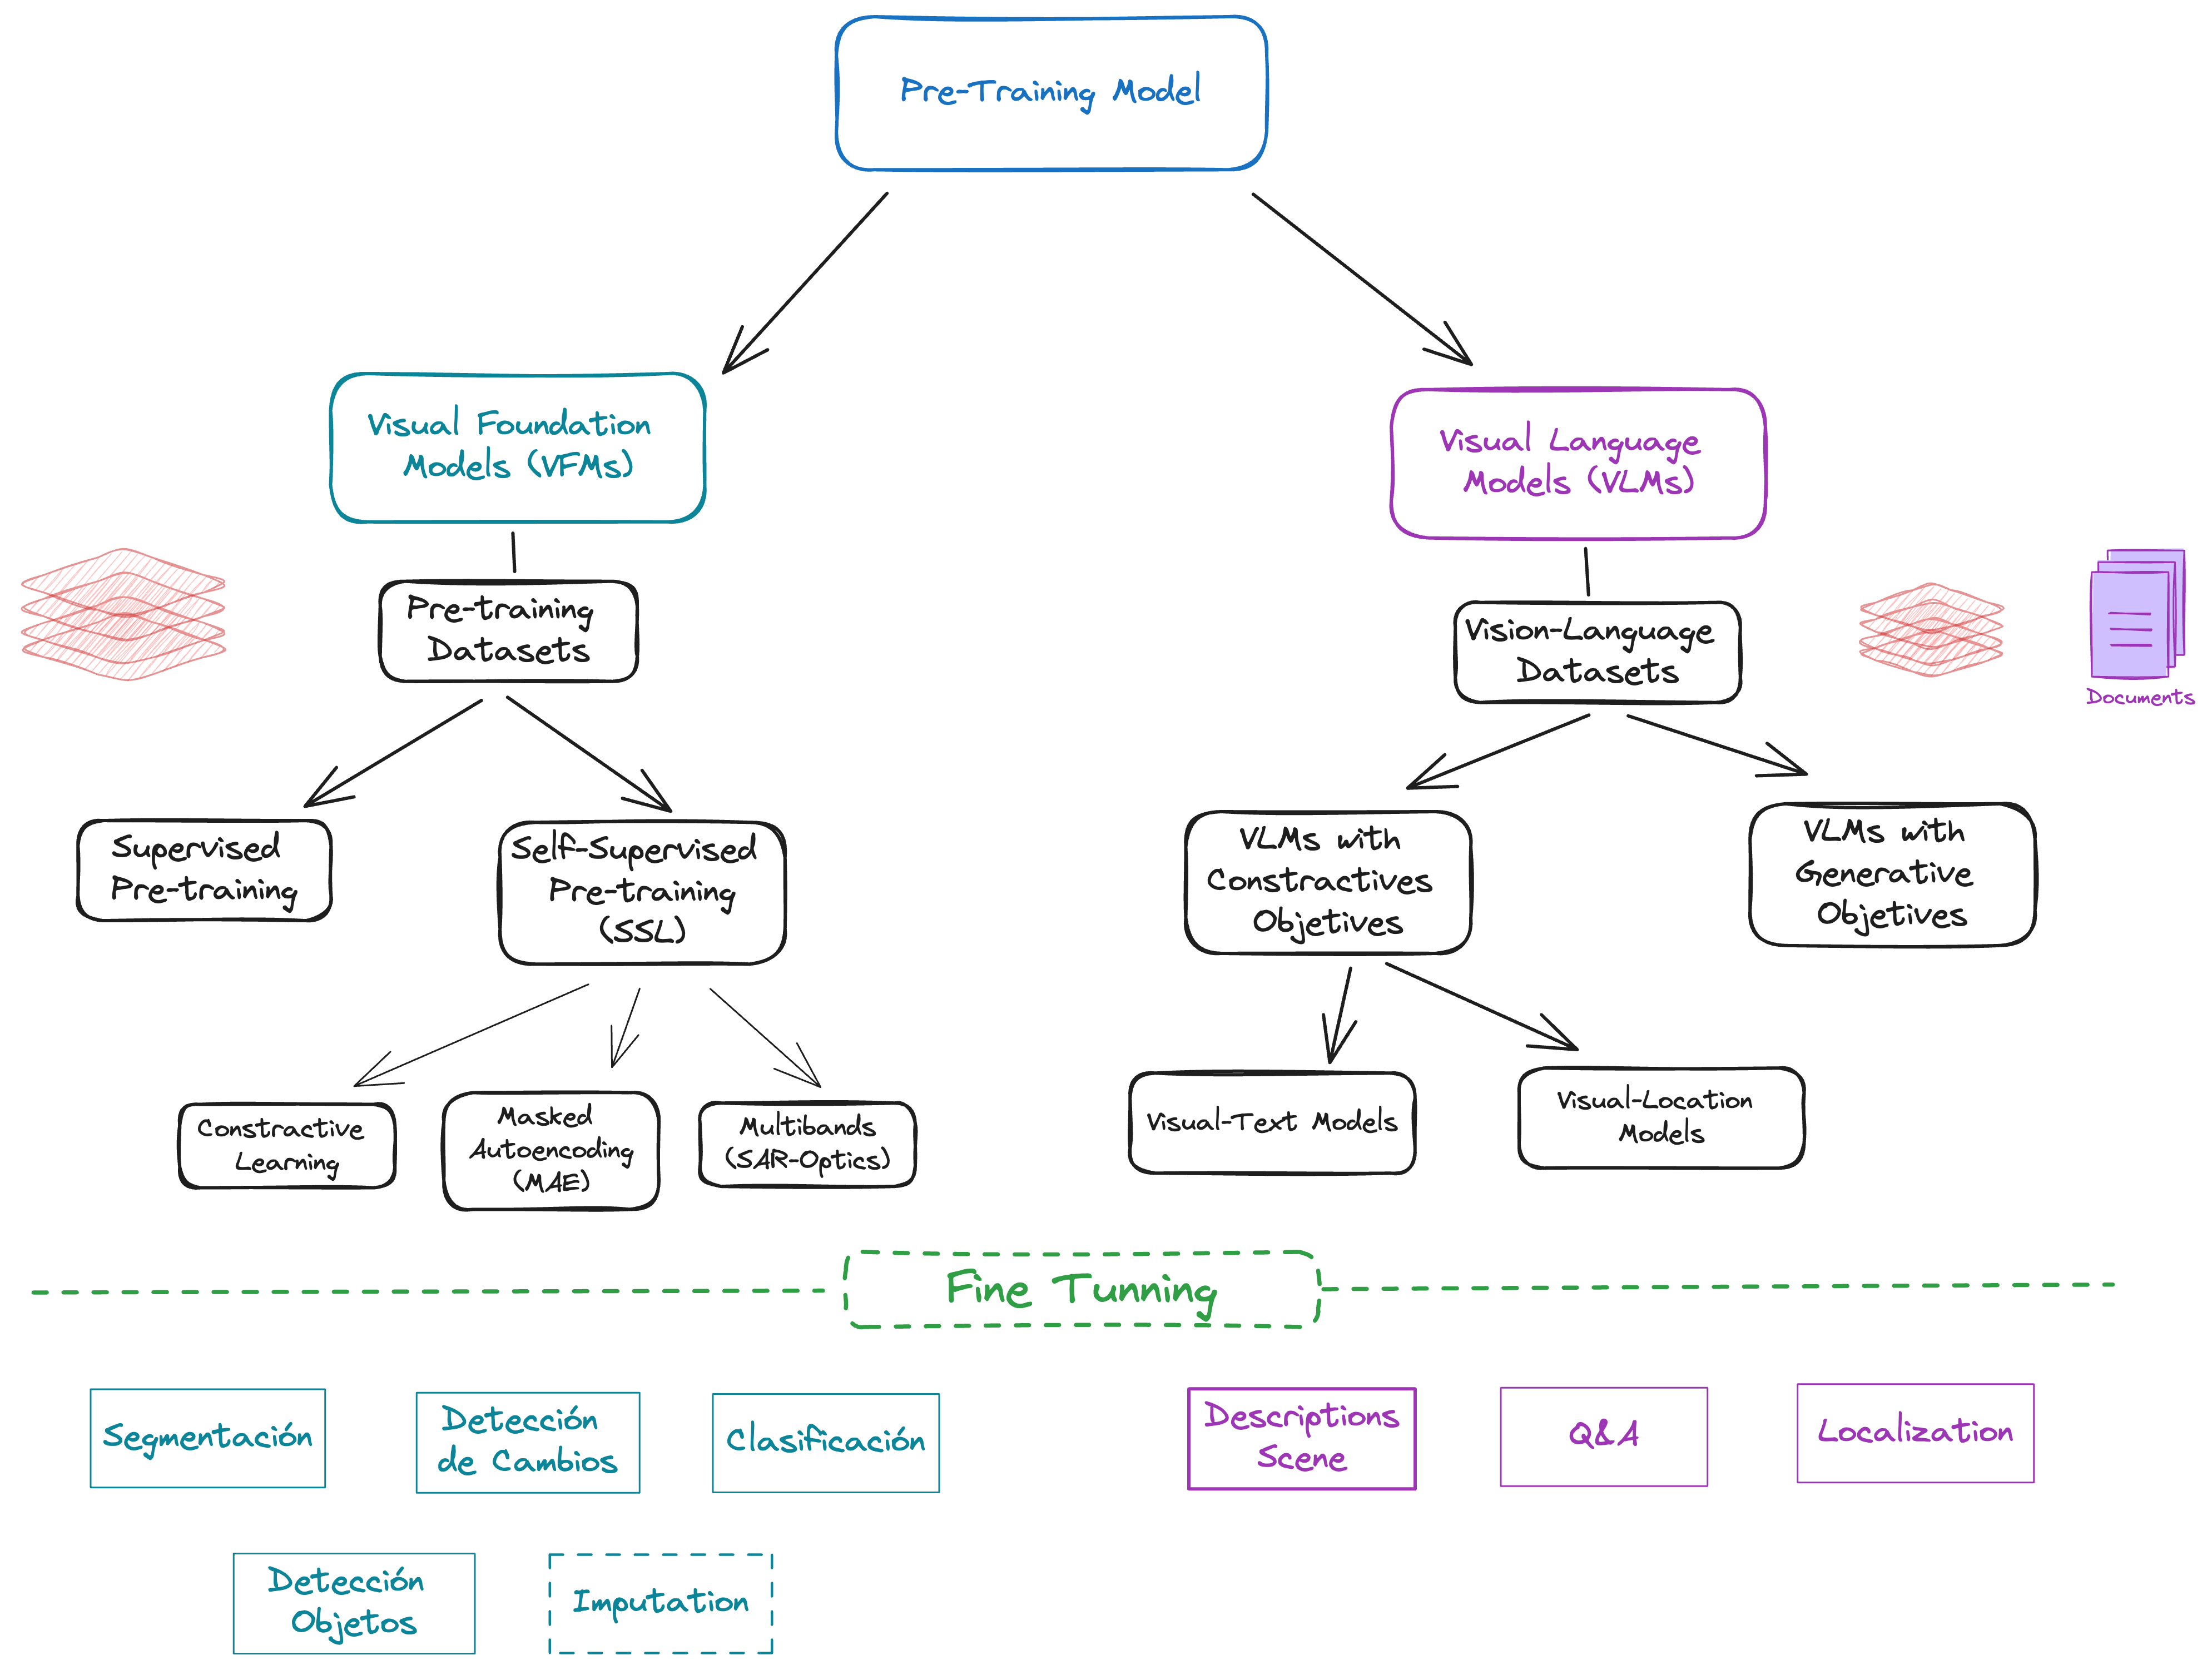 Pre-Training Model
Visual Foundation
Models (VFMs)
Visual Language
Models (VLMs)
Pre-training
Datasets
Vision-Language
Datasets
Documents
Supervised
Pre-training
Self-Supervised
Pre-training
(SSL)
VLMs with
Constractives
Objetives
VLMs with
Generative
Objetives
Constractive
Learning
Masked
Autoencoding
(MAE)
Multibands
(SAR-Optics)
Visual-Text Models
Visual-Location
Models
Fine Tunning
Segmentación
Detección
de Cambios
Clasificación
Descriptions
Scene
Q&A
Localization
Detección
Objetos
Imputation